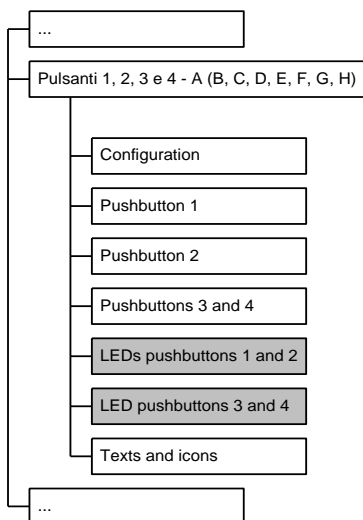 ...
Pulsanti 1, 2, 3 e 4 - A (B, C, D, E, F, G, H)
Configuration
Pushbutton 1
Pushbutton 2
Pushbuttons 3 and 4
LEDs pushbuttons 1 and 2
LED pushbuttons 3 and 4
Texts and icons
...